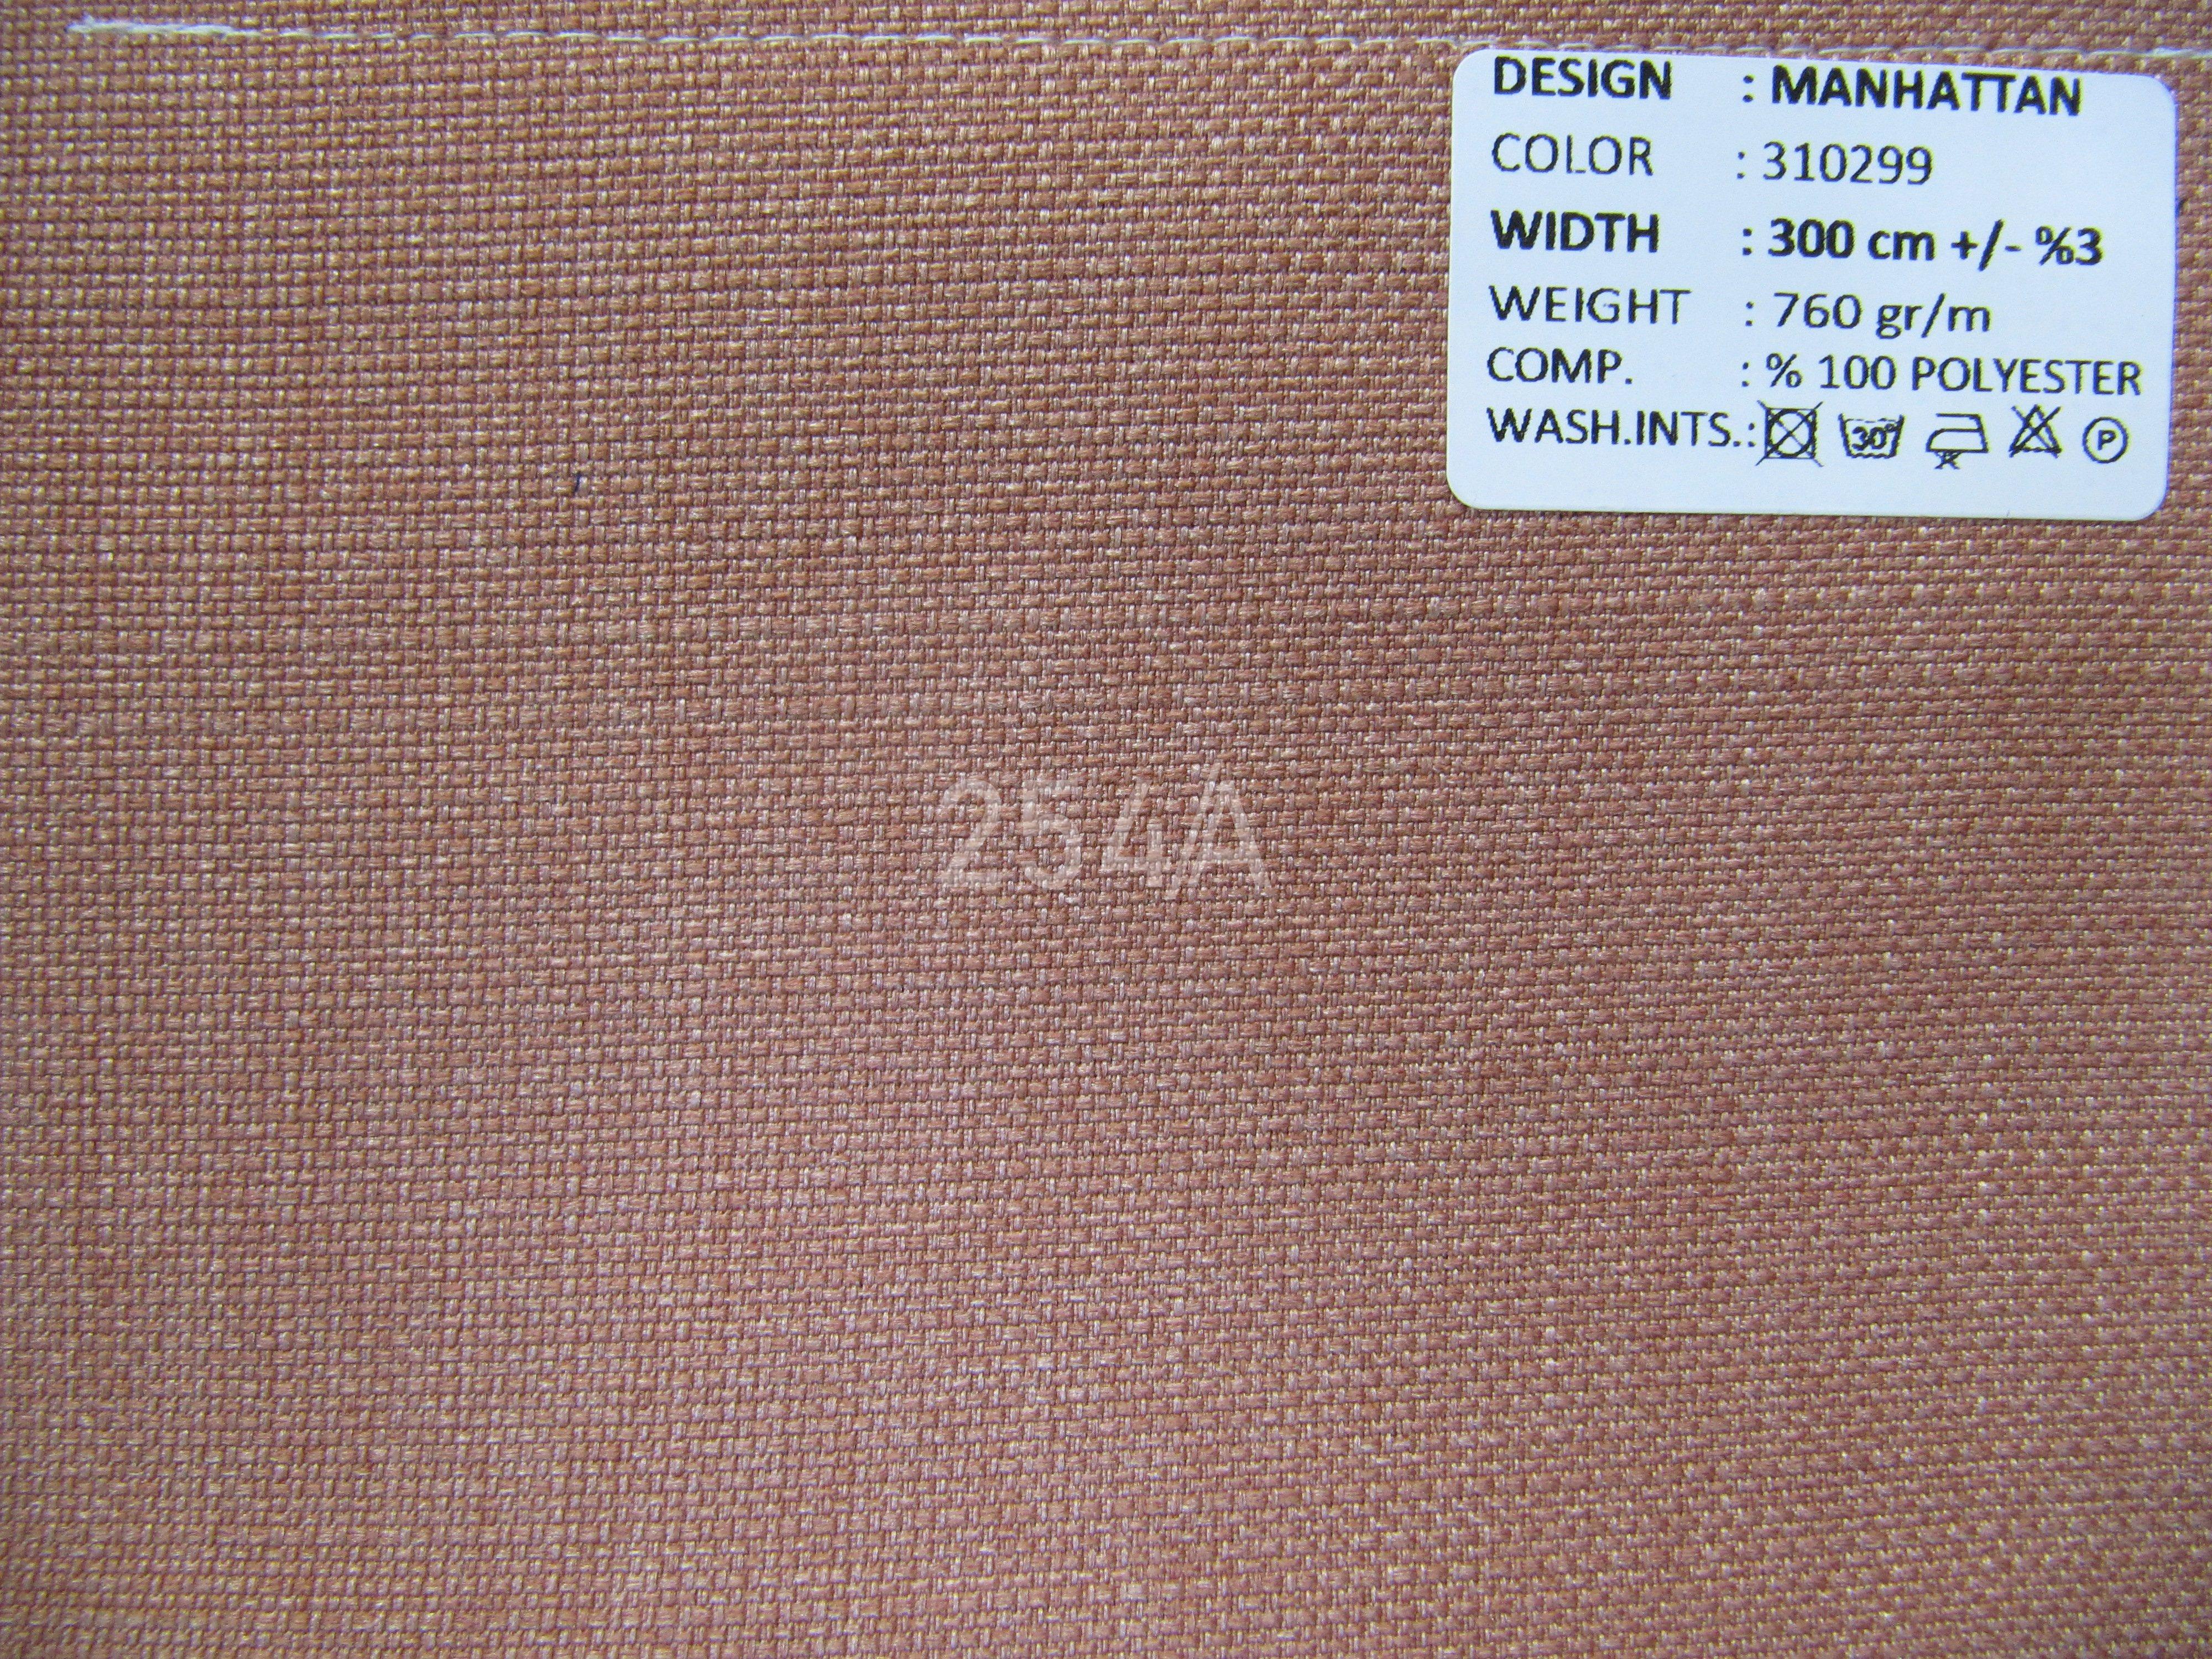 DESIGN : MANHATTAN
COLOR : 310299
WIDTH : 300 cm +/- %3
WEIGHT : 760 gr/m
COMP. : % 100 POLYESTER
WASH.INTS.: 30° P
254A